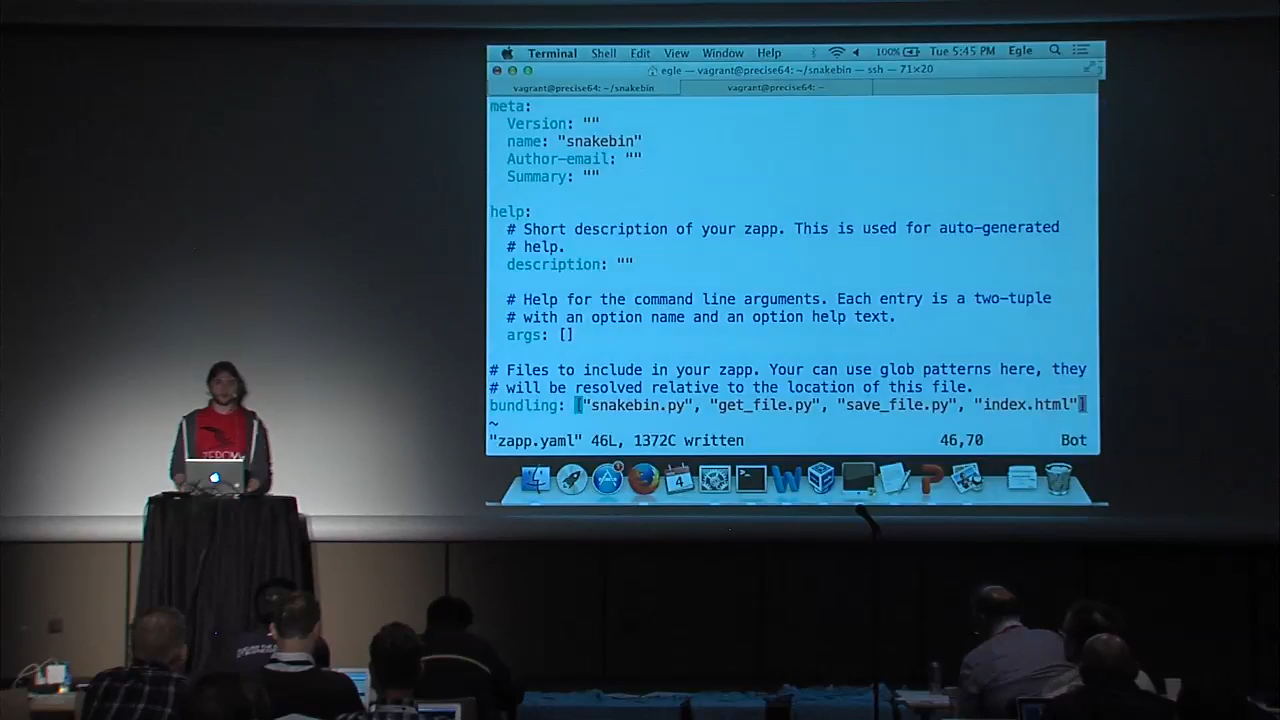 Terminal Shell Edit View Window Help 100% Tue 5:45 PM Egle
egle — vagrant@precise64: ~/snakebin — ssh — 71×20
vagrant@precise64: ~/snakebin vagrant@precise64: ~
meta:
Version: ""
name: "snakebin"
Author-email: ""
Summary: ""
help:
# Short description of your zapp. This is used for auto-generated
# help.
description: ""
# Help for the command line arguments. Each entry is a two-tuple
# with an option name and an option help text.
args: []
# Files to include in your zapp. Your can use glob patterns here, they
# will be resolved relative to the location of this file.
bundling: ["snakebin.py", "get_file.py", "save_file.py", "index.html"]
~
"zapp.yaml" 46L, 1372C written 46,70 Bot
4